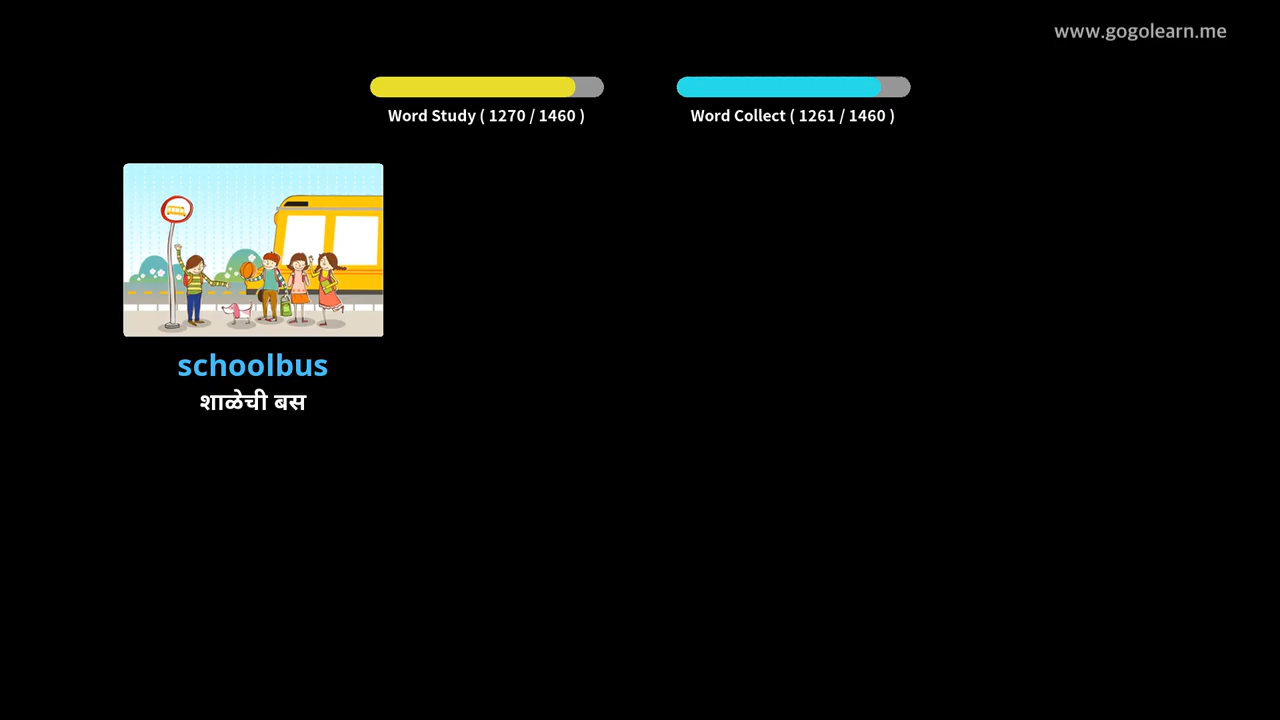 www.gogolearn.me
Word Study ( 1270 / 1460 )
Word Collect ( 1261 / 1460 )
schoolbus
शाळेची बस